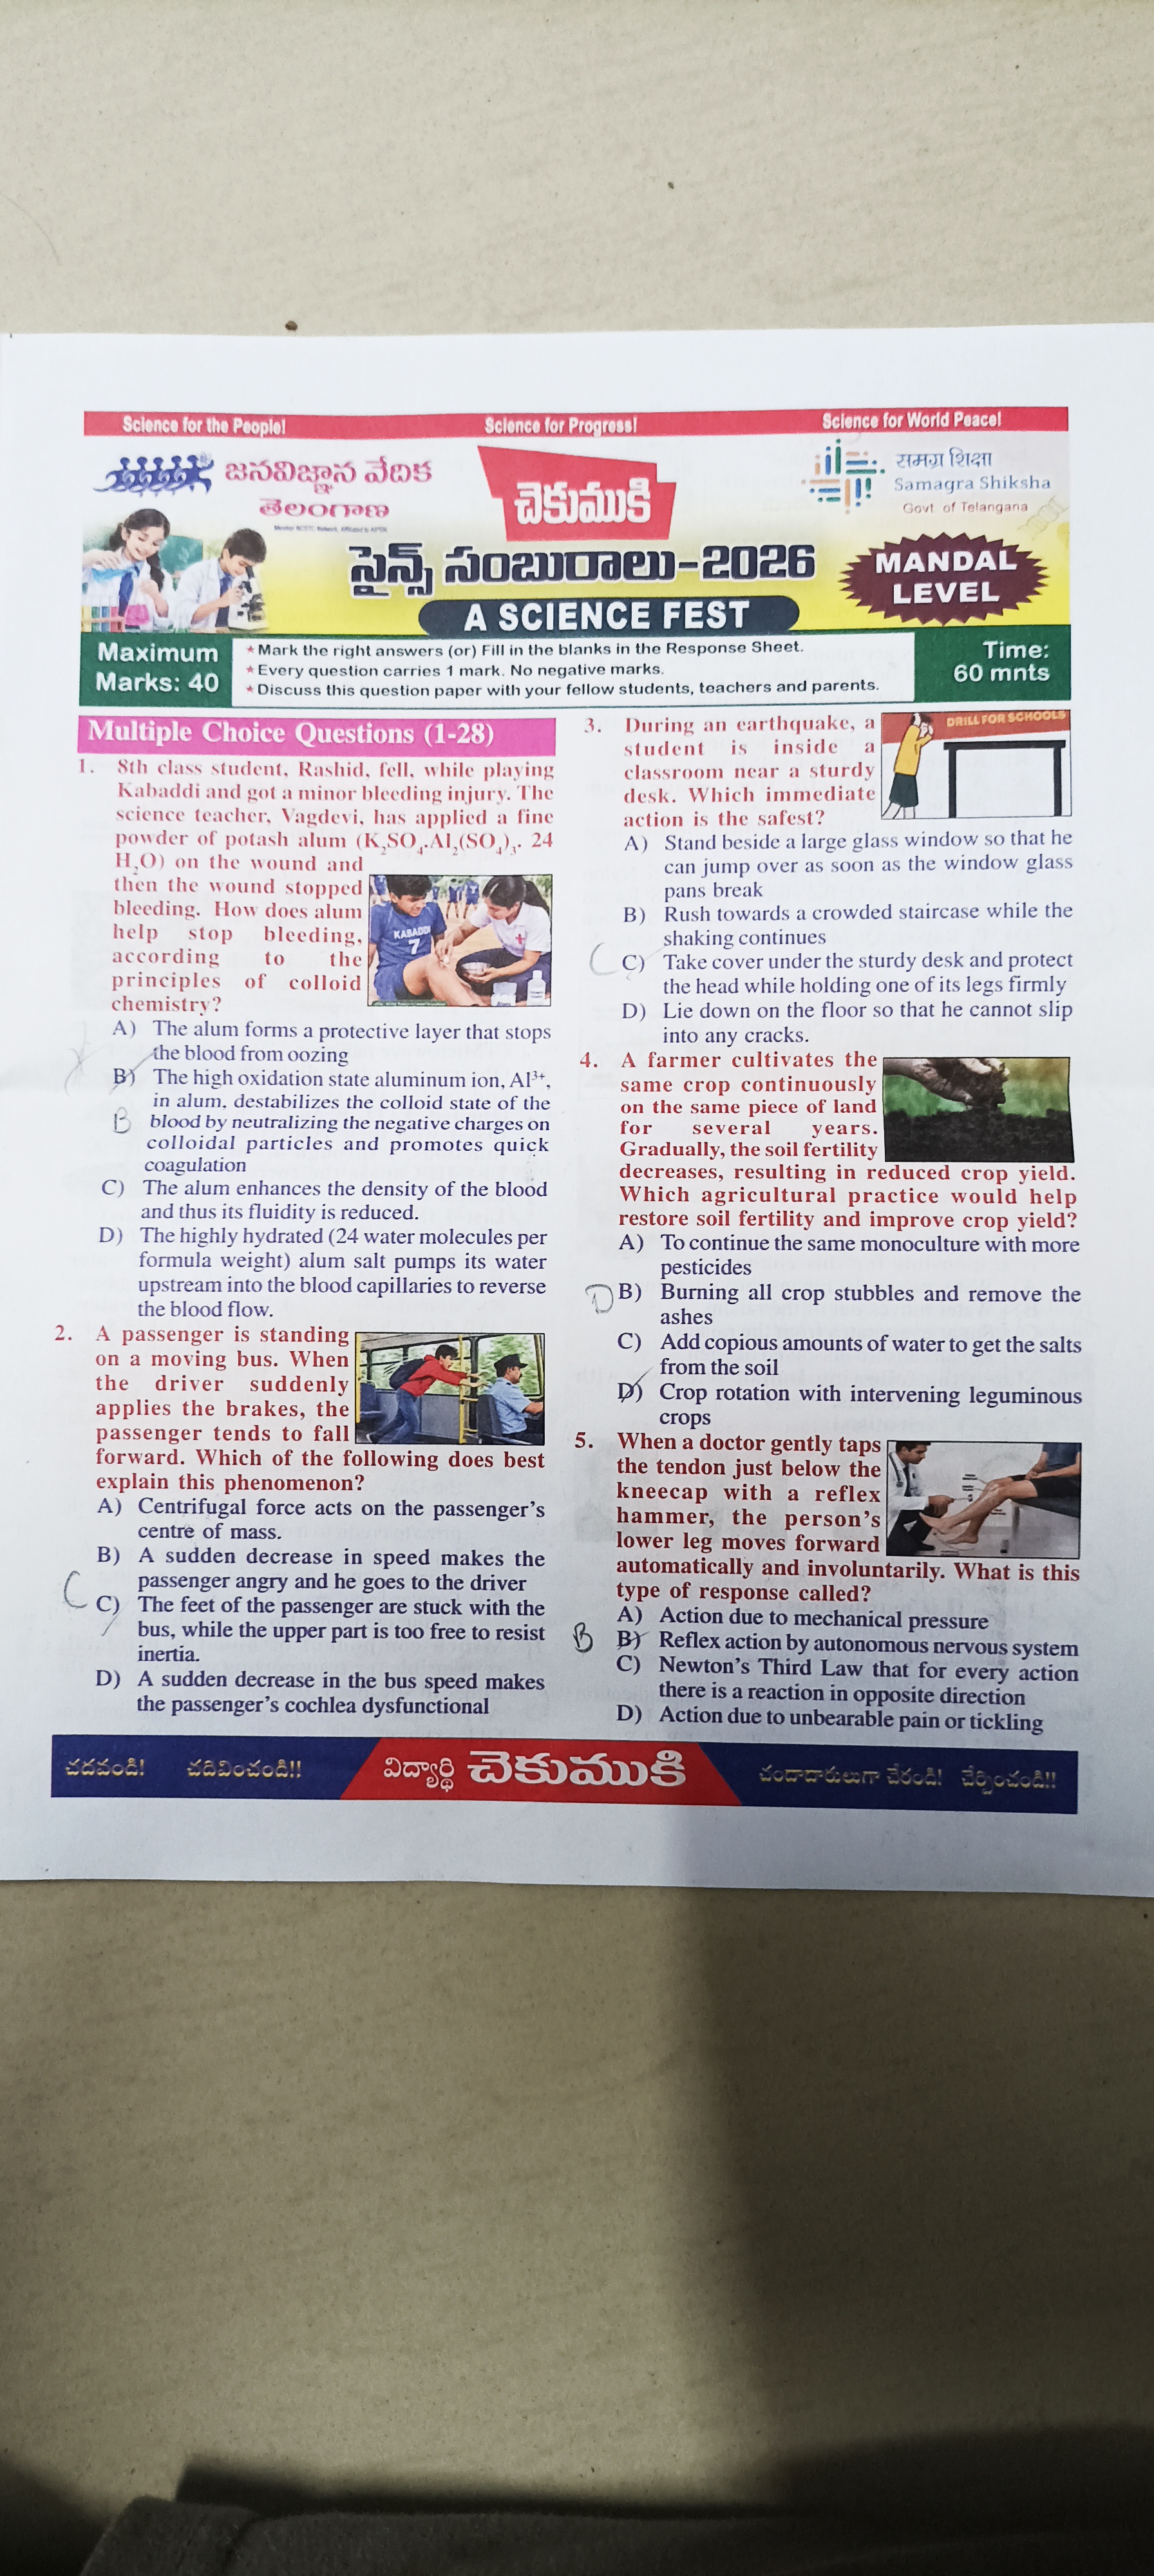 Science for the People!
Science for Progress!
Science for World Peace!
జనవిజ్ఞాన వేదిక
తెలంగాణ
చెకుముకి
समग्र शिक्षा
Samagra Shiksha
Govt of Telangana
సైన్స్ సంబురాలు-2026
A SCIENCE FEST
MANDAL
LEVEL
Maximum
Marks: 40
* Mark the right answers (or) Fill in the blanks in the Response Sheet.
* Every question carries 1 mark. No negative marks.
* Discuss this question paper with your fellow students, teachers and parents.
Time:
60 mnts
Multiple Choice Questions (1-28)
1. 8th class student, Rashid, fell, while playing
Kabaddi and got a minor bleeding injury. The
science teacher, Vagdevi, has applied a fine
powder of potash alum (K₂SO₄.Al₂(SO₄)₃. 24
H₂O) on the wound and
then the wound stopped
bleeding. How does alum
help stop bleeding,
according to the
principles of colloid
chemistry?
KABADDI
7
A) The alum forms a protective layer that stops
the blood from oozing
B) The high oxidation state aluminum ion, Al³⁺,
in alum, destabilizes the colloid state of the
B
blood by neutralizing the negative charges on
colloidal particles and promotes quick
coagulation
C) The alum enhances the density of the blood
and thus its fluidity is reduced.
D) The highly hydrated (24 water molecules per
formula weight) alum salt pumps its water
upstream into the blood capillaries to reverse
the blood flow.
2. A passenger is standing
on a moving bus. When
the driver suddenly
applies the brakes, the
passenger tends to fall
forward. Which of the following does best
explain this phenomenon?
A) Centrifugal force acts on the passenger's
centre of mass.
B) A sudden decrease in speed makes the
passenger angry and he goes to the driver
C
C) The feet of the passenger are stuck with the
bus, while the upper part is too free to resist
inertia.
D) A sudden decrease in the bus speed makes
the passenger's cochlea dysfunctional
3. During an earthquake, a
student is inside a
classroom near a sturdy
desk. Which immediate
action is the safest?
DRILL FOR SCHOOLS
A) Stand beside a large glass window so that he
can jump over as soon as the window glass
pans break
B) Rush towards a crowded staircase while the
shaking continues
C
C) Take cover under the sturdy desk and protect
the head while holding one of its legs firmly
D) Lie down on the floor so that he cannot slip
into any cracks.
4. A farmer cultivates the
same crop continuously
on the same piece of land
for several years.
Gradually, the soil fertility
decreases, resulting in reduced crop yield.
Which agricultural practice would help
restore soil fertility and improve crop yield?
A) To continue the same monoculture with more
pesticides
D
B) Burning all crop stubbles and remove the
ashes
C) Add copious amounts of water to get the salts
from the soil
D) Crop rotation with intervening leguminous
crops
5. When a doctor gently taps
the tendon just below the
kneecap with a reflex
hammer, the person's
lower leg moves forward
automatically and involuntarily. What is this
type of response called?
A) Action due to mechanical pressure
B
B) Reflex action by autonomous nervous system
C) Newton's Third Law that for every action
there is a reaction in opposite direction
D) Action due to unbearable pain or tickling
చదవండి! చదివించండి!!
విద్యార్థి చెకుముకి
చందాదారులుగా చేరండి! చేర్పించండి!!